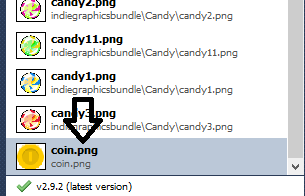 candy2.png
indiegraphicsbundle\Candy\candy2.png
candy11.png
indiegraphicsbundle\Candy\candy11.png
candy1.png
indiegraphicsbundle\Candy\candy1.png
candy3.png
indiegraphicsbundle\Candy\candy3.png
coin.png
coin.png
v2.9.2 (latest version)